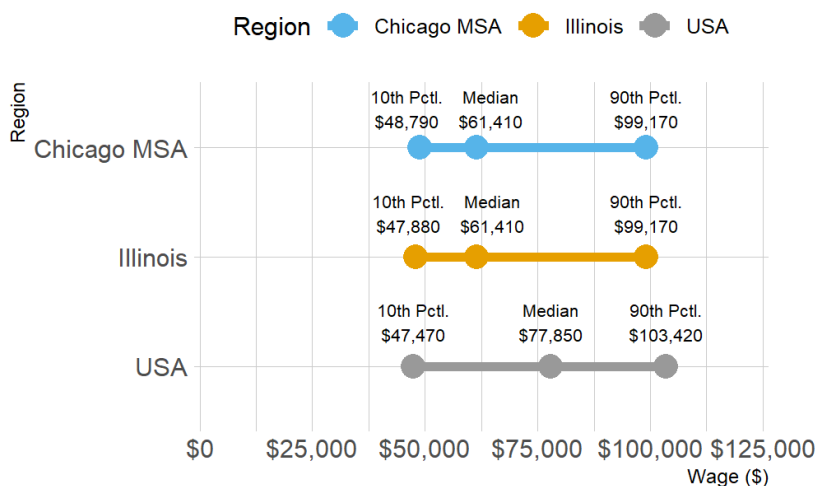 Region Chicago MSA Illinois USA
Region
10th Pctl. Median 90th Pctl.
$48,790 $61,410 $99,170
Chicago MSA
10th Pctl. Median 90th Pctl.
$47,880 $61,410 $99,170
Illinois
10th Pctl. Median 90th Pctl.
$47,470 $77,850 $103,420
USA
$0 $25,000 $50,000 $75,000 $100,000 $125,000
Wage ($)